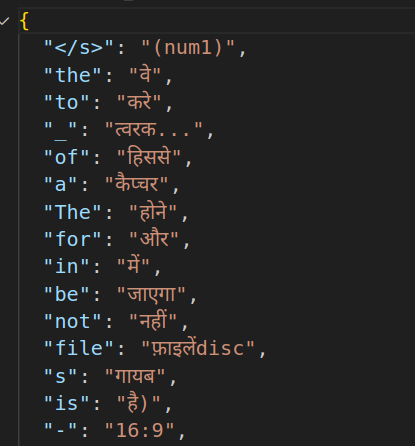 {
"</s>": "(num1)",
"the": "वे",
"to": "करे",
"_": "त्वरक...",
"of": "हिससे",
"a": "कैप्चर",
"The": "होने",
"for": "और",
"in": "में",
"be": "जाएगा",
"not": "नहीं",
"file": "फ़ाइलेंdisc",
"s": "गायब",
"is": "है)",
"-": "16:9",